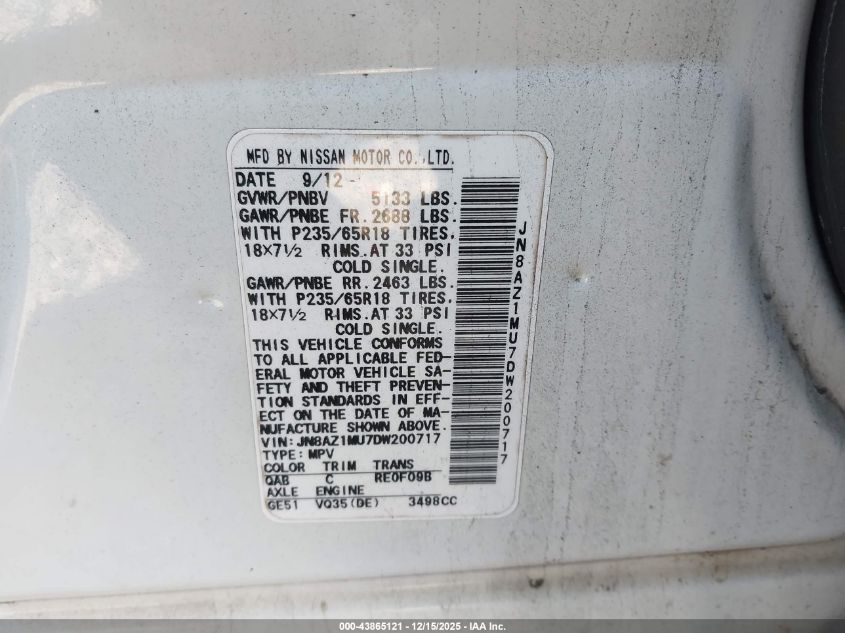 MFD BY NISSAN MOTOR CO.,LTD.
DATE 9/12
GVWR/PNBV 5133 LBS.
GAWR/PNBE FR. 2688 LBS.
WITH P235/65R18 TIRES.
18×7½ RIMS.AT 33 PSI
COLD SINGLE.
GAWR/PNBE RR. 2463 LBS.
WITH P235/65R18 TIRES.
18×7½ RIMS.AT 33 PSI
COLD SINGLE.
THIS VEHICLE CONFORMS
TO ALL APPLICABLE FED-
ERAL MOTOR VEHICLE SA-
FETY AND THEFT PREVEN-
TION STANDARDS IN EFF-
ECT ON THE DATE OF MA-
NUFACTURE SHOWN ABOVE.
VIN:JN8AZ1MU7DW200717
TYPE:MPV
COLOR TRIM TRANS
QAB C RE0F09B
AXLE ENGINE
GE51 VQ35(DE) 3498CC
JN8AZ1MU7DW200717
000-43865121 - 12/15/2025 - IAA Inc.